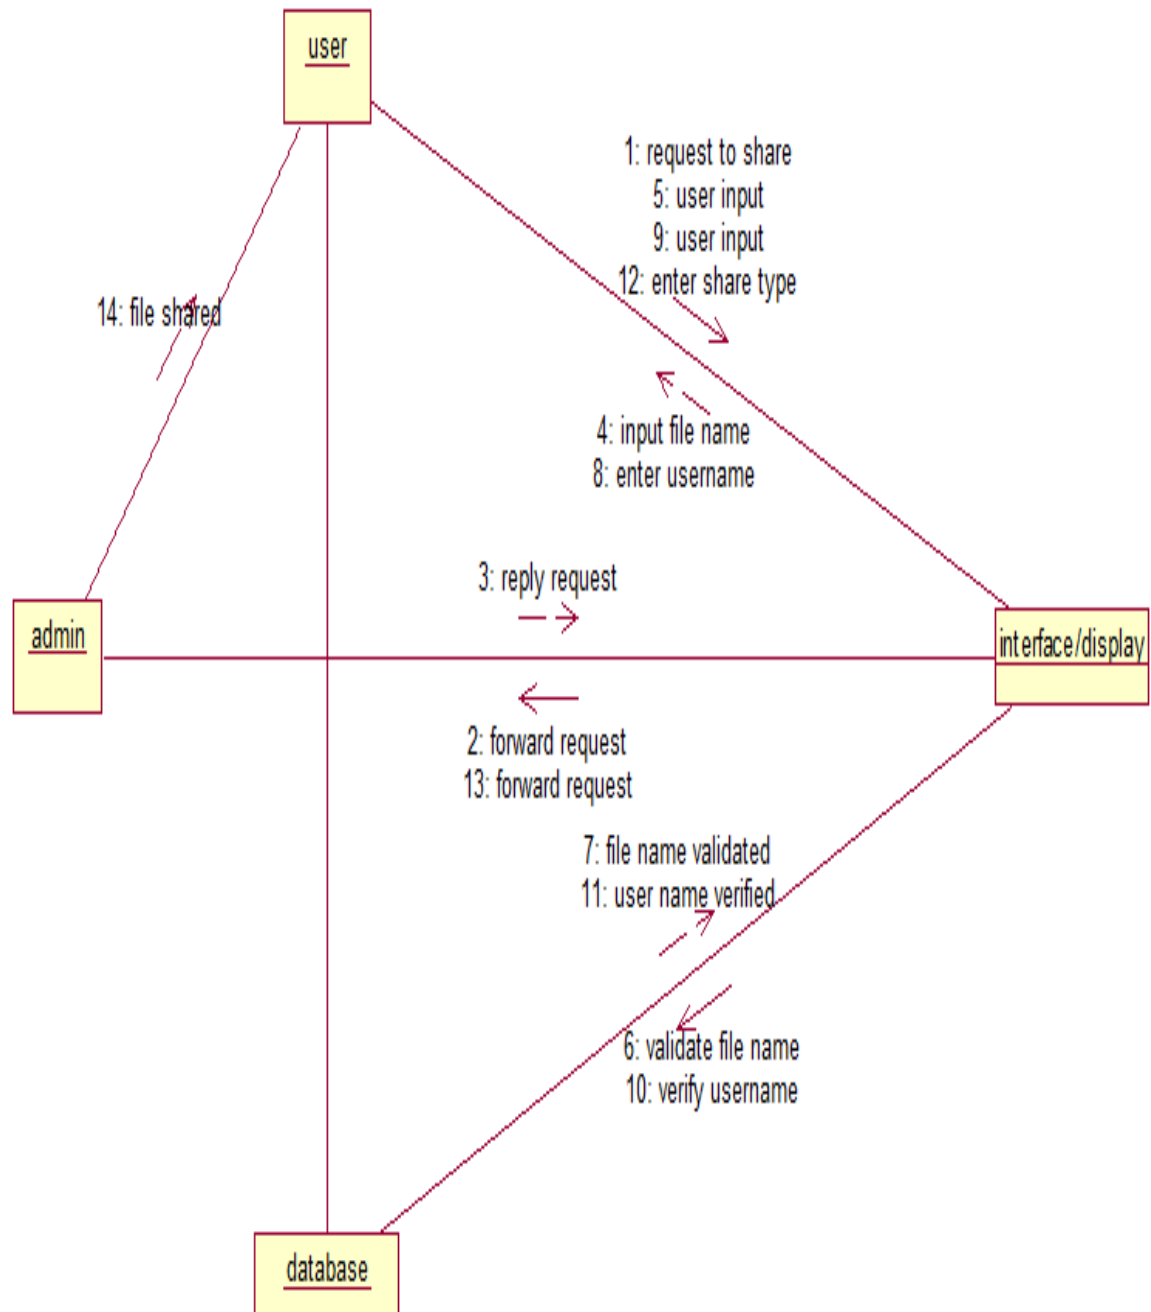 user
1: request to share
5: user input
9: user input
12: enter share type
14: file shared
4: input file name
8: enter username
3: reply request
admin
interface/display
2: forward request
13: forward request
7: file name validated
11: user name verified
6: validate file name
10: verify username
database